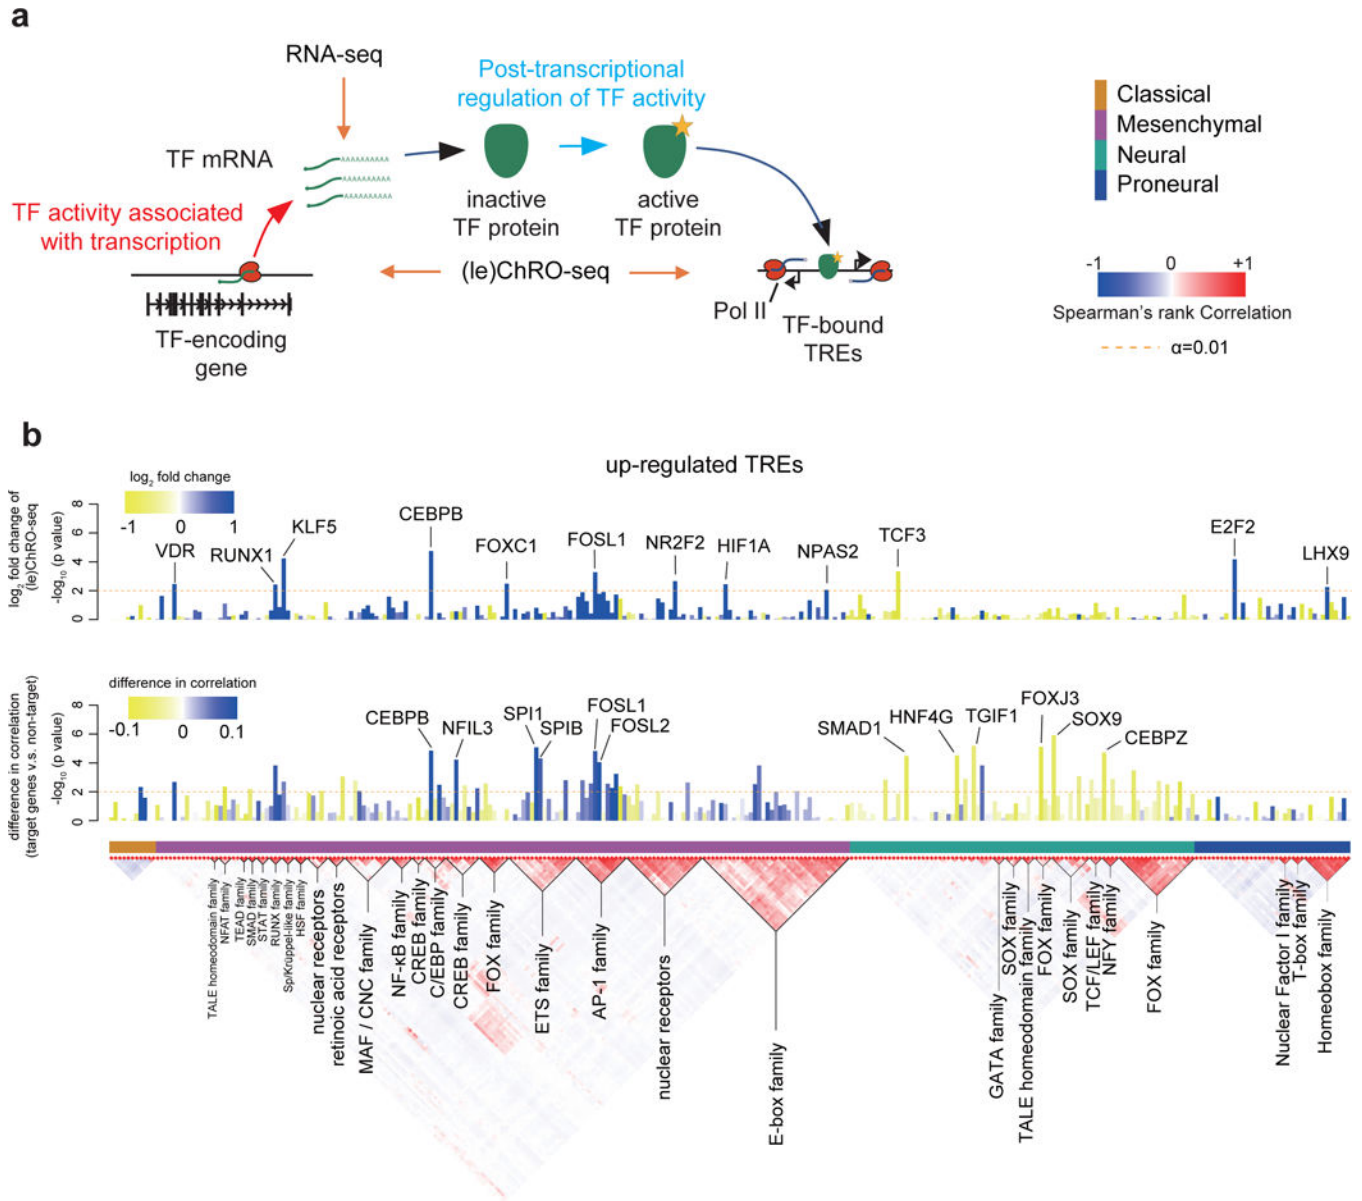 a
RNA-seq
Post-transcriptional
regulation of TF activity
TF mRNA
AAAAAAAAAA
AAAAAAAAAA
AAAAAAAAAA
inactive
TF protein
active
TF protein
TF activity associated
with transcription
(le)ChRO-seq
Pol II
TF-bound
TREs
TF-encoding
gene
Classical
Mesenchymal
Neural
Proneural
-1 0 +1
Spearman's rank Correlation
α=0.01
b
up-regulated TREs
log2 fold change
-1 0 1
log2 fold change of
(le)ChRO-seq
-log10 (p value)
8
6
4
2
0
VDR
RUNX1
KLF5
CEBPB
FOXC1
FOSL1
NR2F2
HIF1A
NPAS2
TCF3
E2F2
LHX9
difference in correlation
-0.1 0 0.1
difference in correlation
(target genes v.s. non-target)
-log10 (p value)
8
6
4
2
0
CEBPB
NFIL3
SPI1
SPIB
FOSL1
FOSL2
SMAD1
HNF4G
TGIF1
FOXJ3
SOX9
CEBPZ
TALE homeodomain family
NFAT family
TEAD family
SMAD family
STAT family
RUNX family
Sp/Krüppel-like family
HSF family
nuclear receptors
retinoic acid receptors
MAF / CNC family
NF-κB family
CREB family
C/EBP family
CREB family
FOX family
ETS family
AP-1 family
nuclear receptors
E-box family
GATA family
SOX family
TALE homeodomain family
FOX family
SOX family
TCF/LEF family
NFY family
FOX family
Nuclear Factor I family
T-box family
Homeobox family